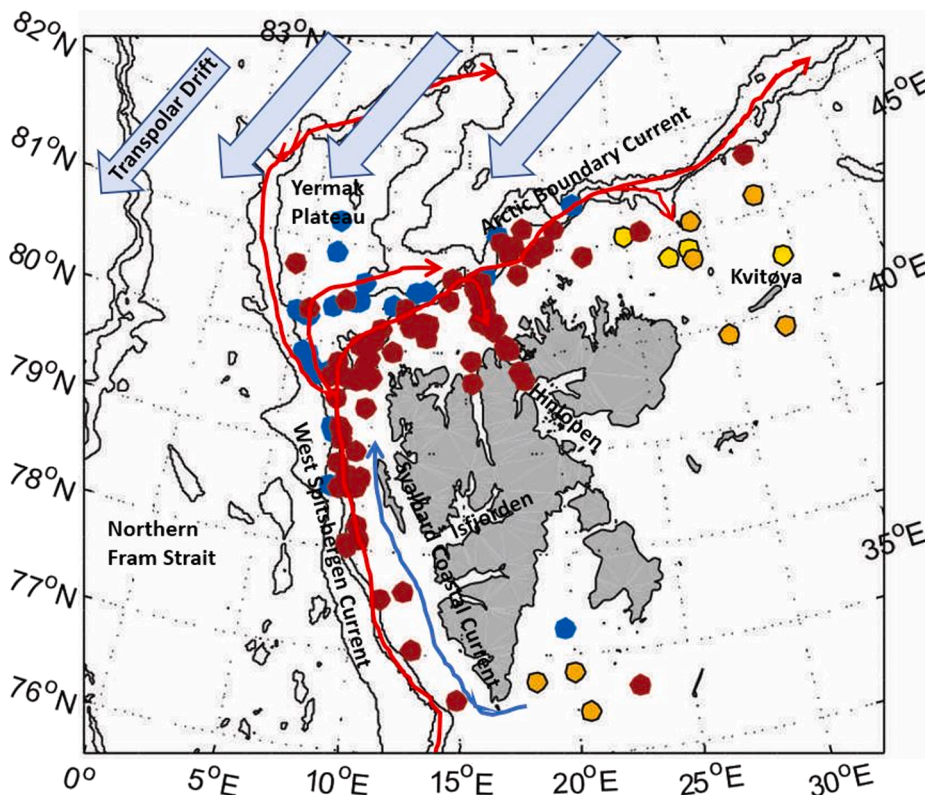 82°N
83°N
Transpolar Drift
45°E
81°N
Arctic Boundary Current
Yermak
Plateau
80°N
Kvitøya
40°E
79°N
Hinlopen
West Spitsbergen Current
Svalbard Coastal Current
78°N
Isfjorden
Northern
Fram Strait
35°E
77°N
76°N
0°
5°E
10°E
15°E
20°E
25°E
30°E